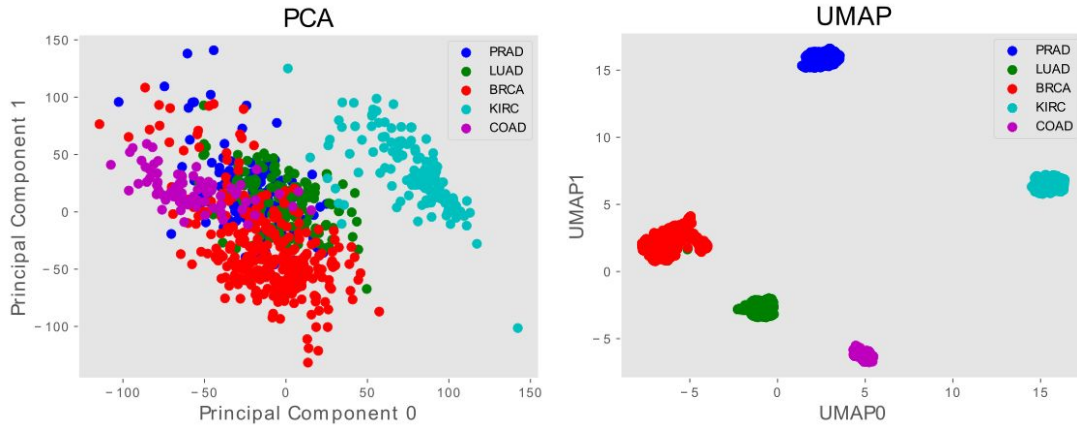 PCA
150
100
50
0
−50
−100
−100
−50
0
50
100
150
Principal Component 1
Principal Component 0
PRAD
LUAD
BRCA
KIRC
COAD
UMAP
15
10
5
0
−5
−5
0
5
10
15
UMAP1
UMAP0
PRAD
LUAD
BRCA
KIRC
COAD